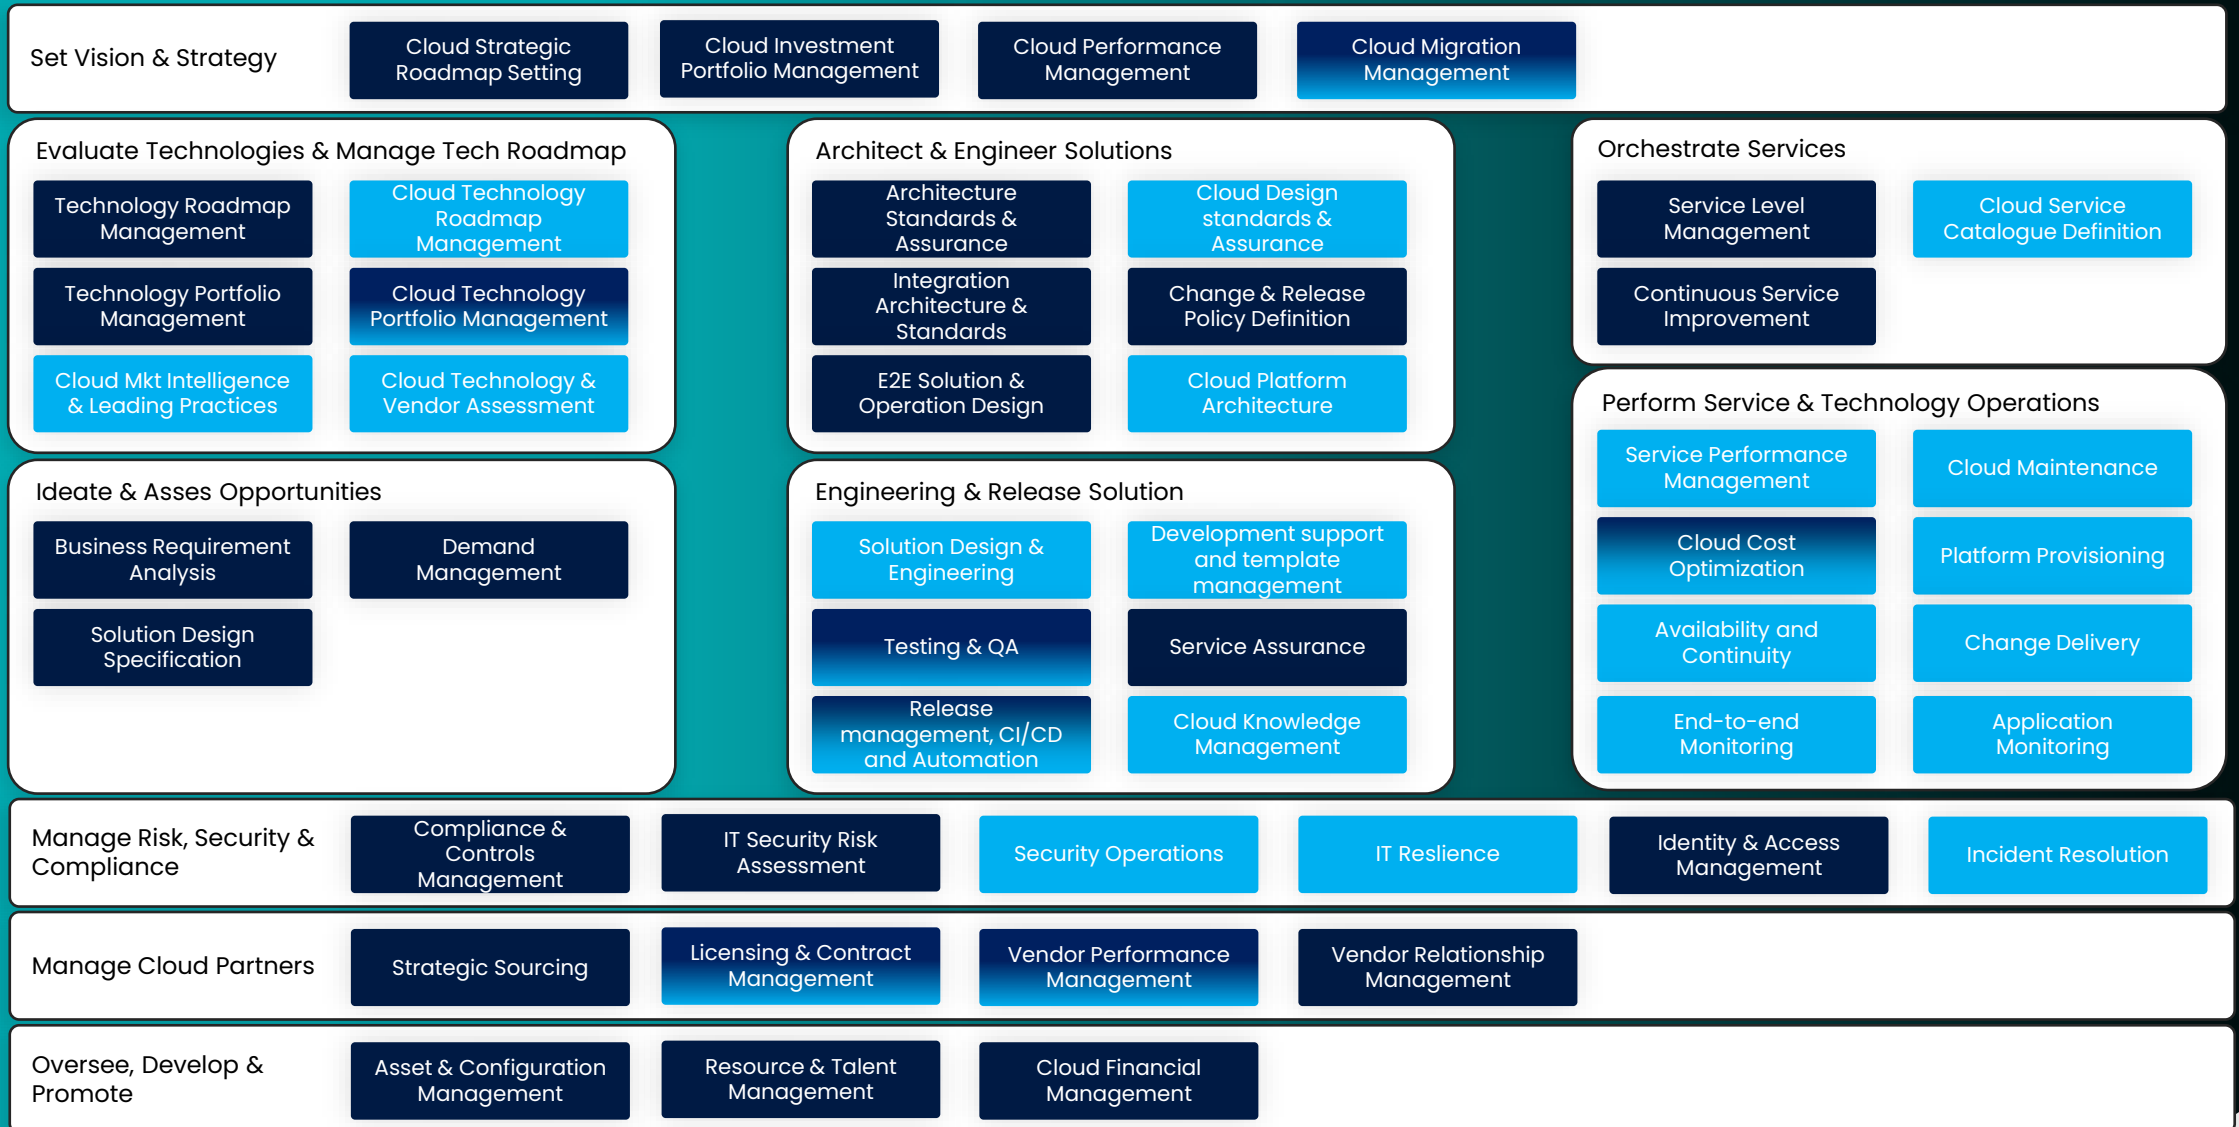 Set Vision & Strategy
Cloud Strategic
Roadmap Setting
Cloud Investment
Portfolio Management
Cloud Performance
Management
Cloud Migration
Management
Evaluate Technologies & Manage Tech Roadmap
Technology Roadmap
Management
Cloud Technology
Roadmap
Management
Technology Portfolio
Management
Cloud Technology
Portfolio Management
Cloud Mkt Intelligence
& Leading Practices
Cloud Technology &
Vendor Assessment
Architect & Engineer Solutions
Architecture
Standards &
Assurance
Cloud Design
standards &
Assurance
Integration
Architecture &
Standards
Change & Release
Policy Definition
E2E Solution &
Operation Design
Cloud Platform
Architecture
Orchestrate Services
Service Level
Management
Cloud Service
Catalogue Definition
Continuous Service
Improvement
Ideate & Asses Opportunities
Business Requirement
Analysis
Demand
Management
Solution Design
Specification
Engineering & Release Solution
Solution Design &
Engineering
Development support
and template
management
Testing & QA
Service Assurance
Release
management, CI/CD
and Automation
Cloud Knowledge
Management
Perform Service & Technology Operations
Service Performance
Management
Cloud Maintenance
Cloud Cost
Optimization
Platform Provisioning
Availability and
Continuity
Change Delivery
End-to-end
Monitoring
Application
Monitoring
Manage Risk, Security &
Compliance
Compliance &
Controls
Management
IT Security Risk
Assessment
Security Operations
IT Reslience
Identity & Access
Management
Incident Resolution
Manage Cloud Partners
Strategic Sourcing
Licensing & Contract
Management
Vendor Performance
Management
Vendor Relationship
Management
Oversee, Develop &
Promote
Asset & Configuration
Management
Resource & Talent
Management
Cloud Financial
Management